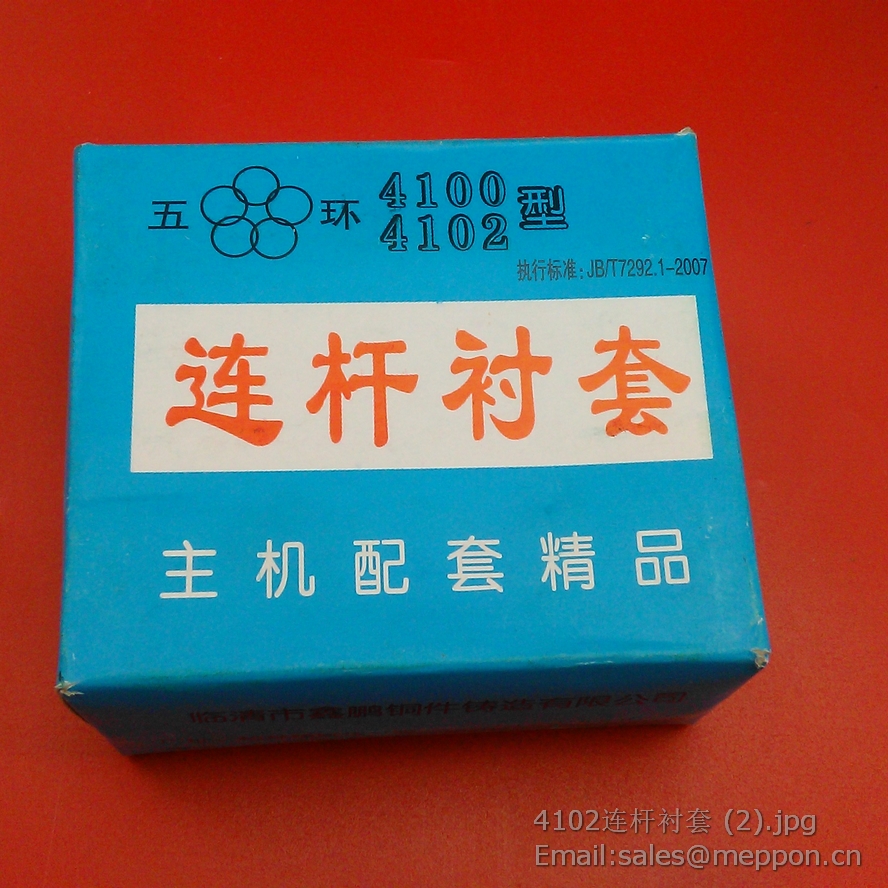 五 环 4100
4102 型
执行标准：JB/T7292.1-2007
连杆衬套
主机配套精品
4102连杆衬套 (2).jpg
Email:sales@meppon.cn